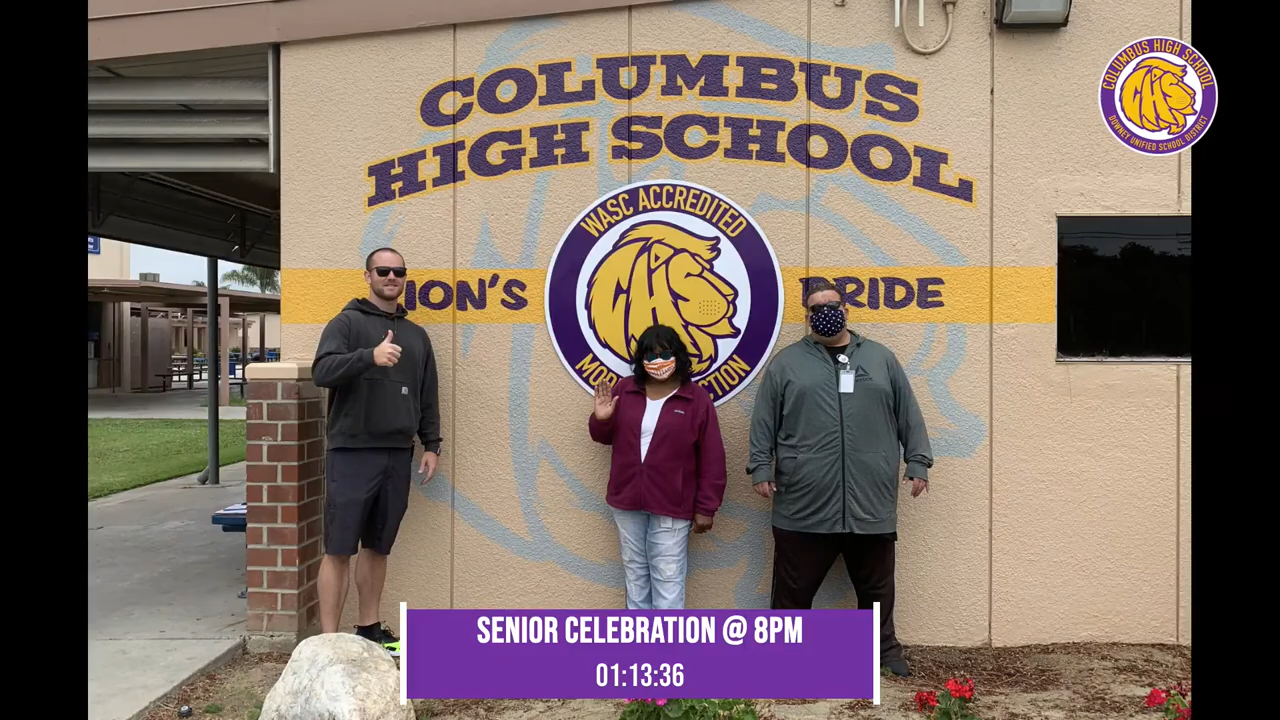 COLUMBUS
HIGH SCHOOL
COLUMBUS HIGH SCHOOL
CHS
DOWNEY UNIFIED SCHOOL DISTRICT
WASC ACCREDITED
CHS
ION'S PRIDE
SENIOR CELEBRATION @ 8PM
01:13:36